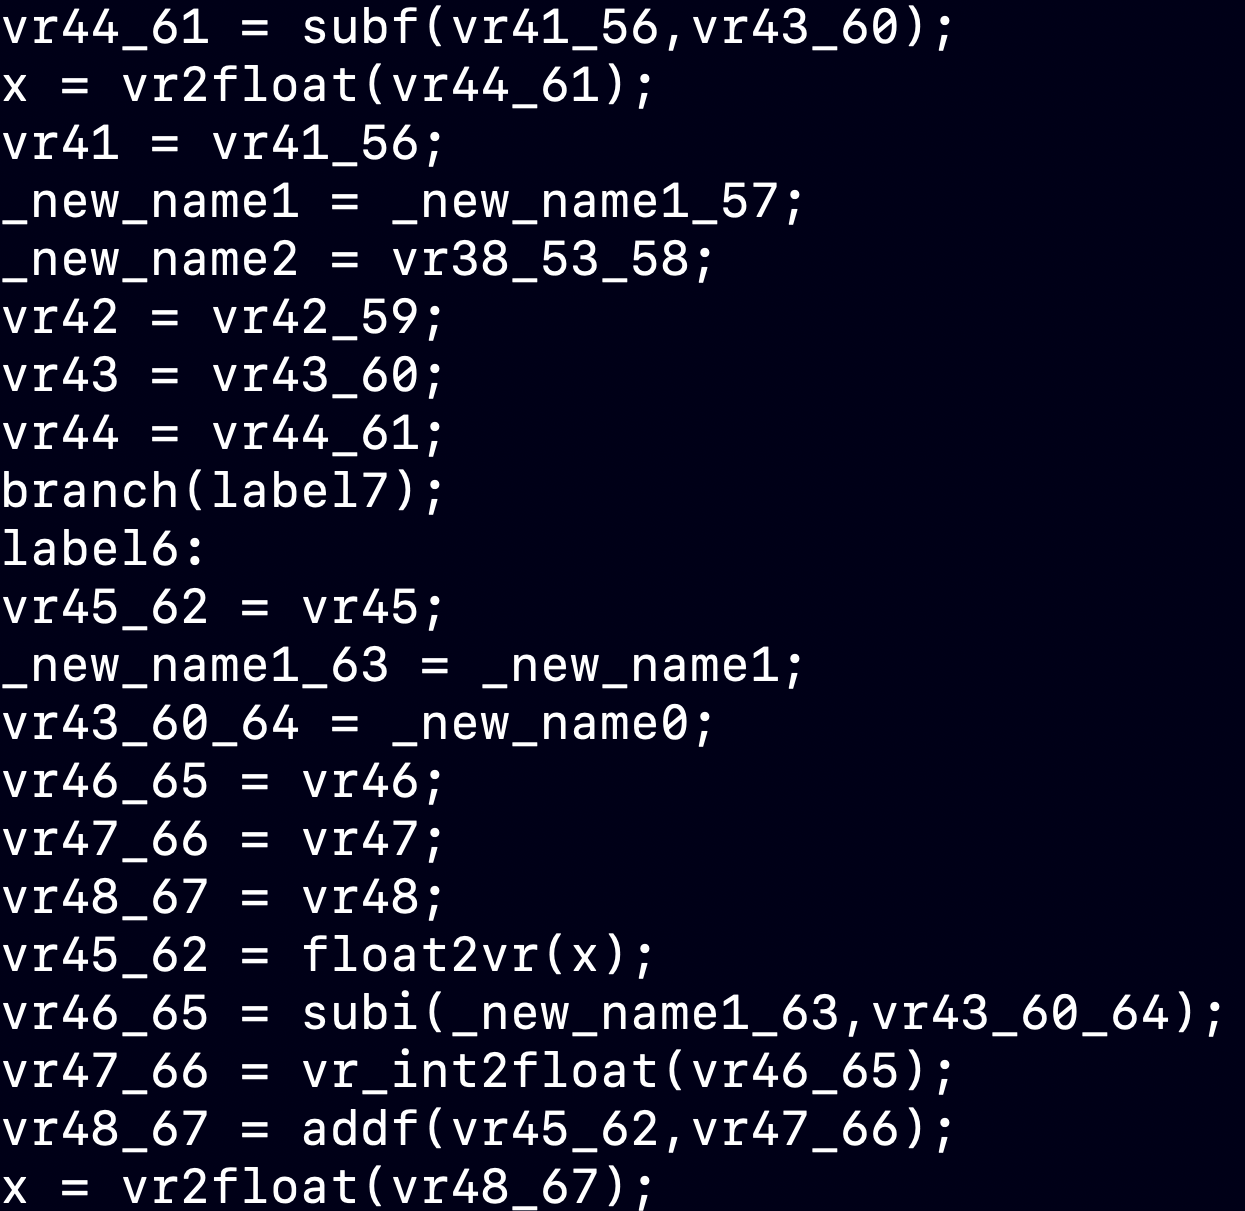 vr44_61 = subf(vr41_56,vr43_60);
x = vr2float(vr44_61);
vr41 = vr41_56;
_new_name1 = _new_name1_57;
_new_name2 = vr38_53_58;
vr42 = vr42_59;
vr43 = vr43_60;
vr44 = vr44_61;
branch(label7);
label6:
vr45_62 = vr45;
_new_name1_63 = _new_name1;
vr43_60_64 = _new_name0;
vr46_65 = vr46;
vr47_66 = vr47;
vr48_67 = vr48;
vr45_62 = float2vr(x);
vr46_65 = subi(_new_name1_63,vr43_60_64);
vr47_66 = vr_int2float(vr46_65);
vr48_67 = addf(vr45_62,vr47_66);
x = vr2float(vr48_67);